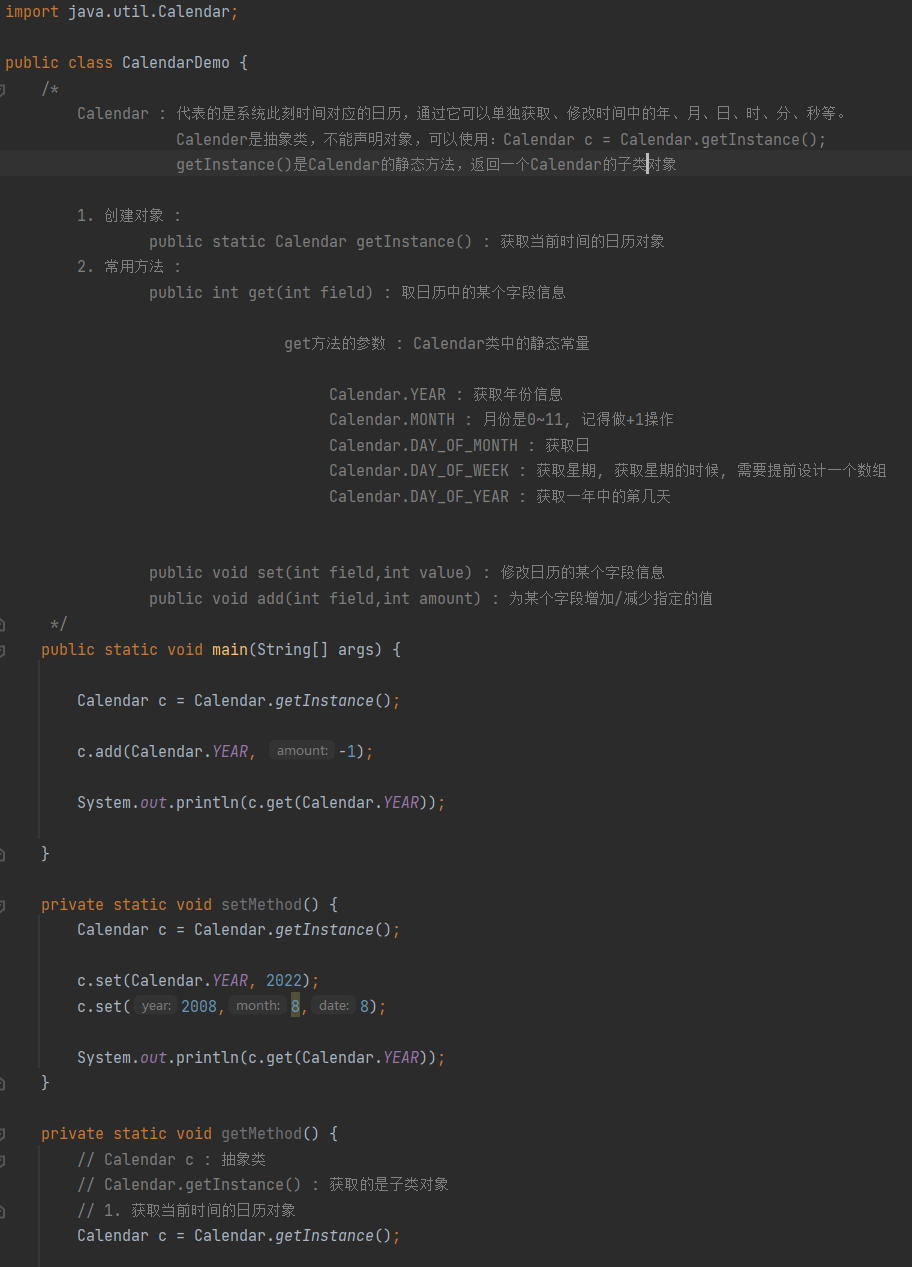 import java.util.Calendar;
public class CalendarDemo {
/*
Calendar : 代表的是系统此刻时间对应的日历，通过它可以单独获取、修改时间中的年、月、日、时、分、秒等。
Calender是抽象类，不能声明对象，可以使用：Calendar c = Calendar.getInstance();
getInstance()是Calendar的静态方法，返回一个Calendar的子类对象
1. 创建对象 :
public static Calendar getInstance() : 获取当前时间的日历对象
2. 常用方法 :
public int get(int field) : 取日历中的某个字段信息
get方法的参数 : Calendar类中的静态常量
Calendar.YEAR : 获取年份信息
Calendar.MONTH : 月份是0~11, 记得做+1操作
Calendar.DAY_OF_MONTH : 获取日
Calendar.DAY_OF_WEEK : 获取星期, 获取星期的时候, 需要提前设计一个数组
Calendar.DAY_OF_YEAR : 获取一年中的第几天
public void set(int field,int value) : 修改日历的某个字段信息
public void add(int field,int amount) : 为某个字段增加/减少指定的值
*/
public static void main(String[] args) {
Calendar c = Calendar.getInstance();
c.add(Calendar.YEAR, amount: -1);
System.out.println(c.get(Calendar.YEAR));
}
private static void setMethod() {
Calendar c = Calendar.getInstance();
c.set(Calendar.YEAR, 2022);
c.set( year: 2008, month: 8, date: 8);
System.out.println(c.get(Calendar.YEAR));
}
private static void getMethod() {
// Calendar c : 抽象类
// Calendar.getInstance() : 获取的是子类对象
// 1. 获取当前时间的日历对象
Calendar c = Calendar.getInstance();